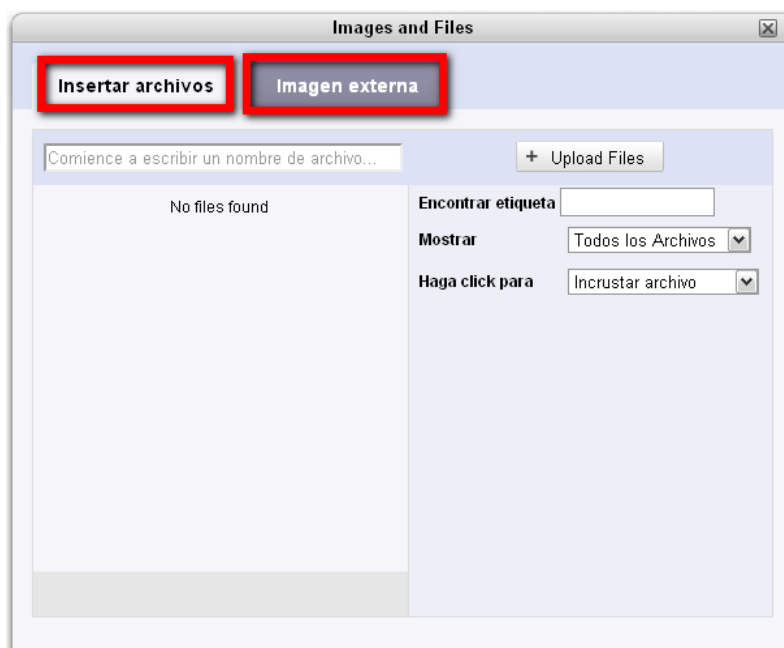 Images and Files
Insertar archivos
Imagen externa
Comience a escribir un nombre de archivo...
+ Upload Files
No files found
Encontrar etiqueta
Mostrar
Todos los Archivos
Haga click para
Incrustar archivo